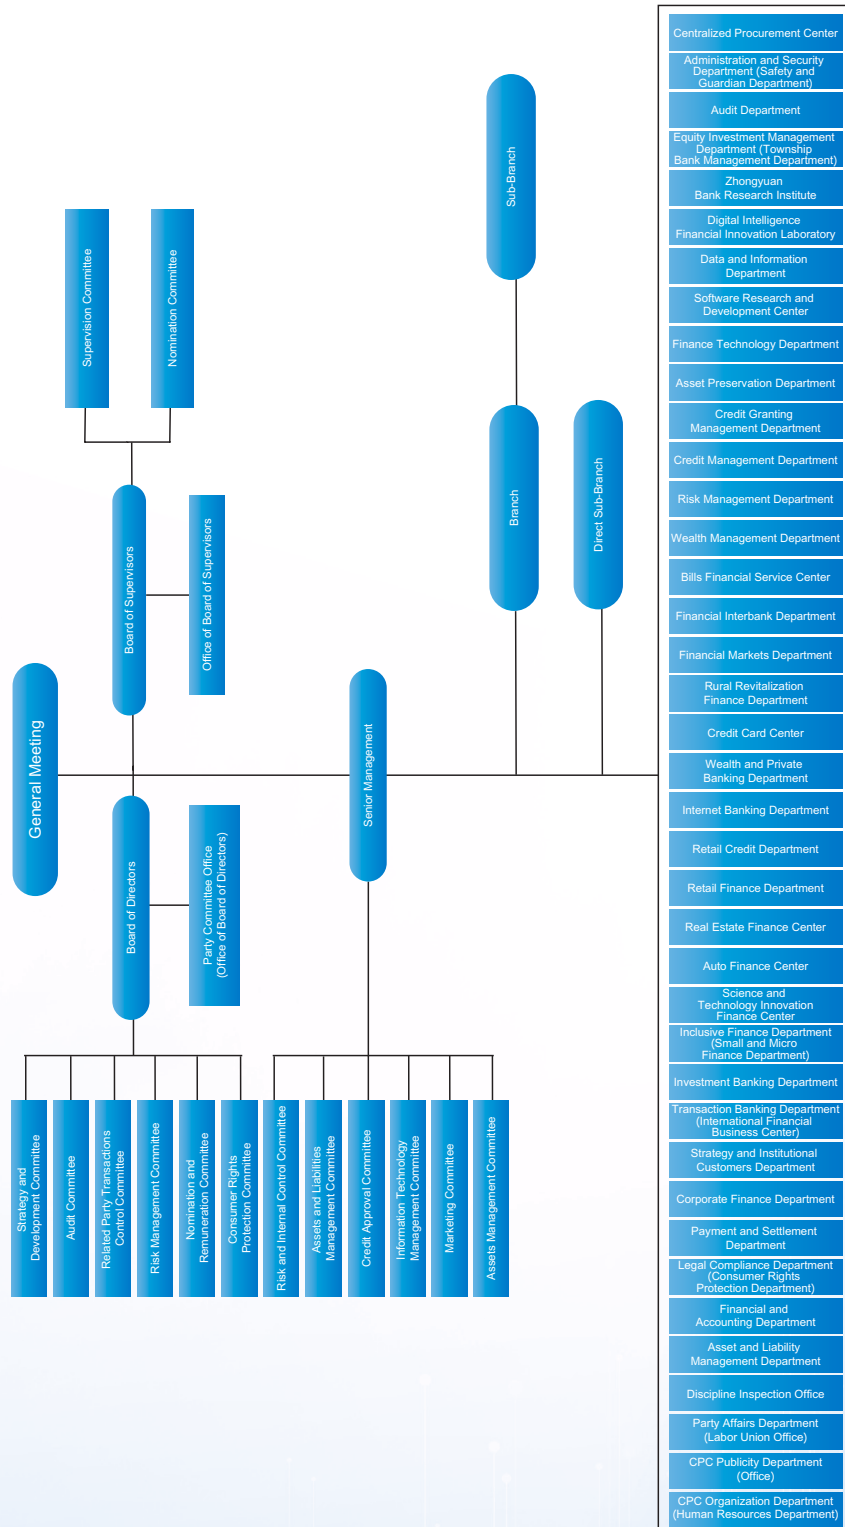 General Meeting
Board of Supervisors
Supervision Committee
Nomination Committee
Office of Board of Supervisors
Board of Directors
Party Committee Office
(Office of Board of Directors)
Strategy and
Development Committee
Audit Committee
Related Party Transactions
Control Committee
Risk Management Committee
Nomination and
Remuneration Committee
Consumer Rights
Protection Committee
Senior Management
Risk and Internal Control Committee
Assets and Liabilities
Management Committee
Credit Approval Committee
Information Technology
Management Committee
Marketing Committee
Assets Management Committee
Branch
Sub-Branch
Direct Sub-Branch
Centralized Procurement Center
Administration and Security
Department (Safety and
Guardian Department)
Audit Department
Equity Investment Management
Department (Township
Bank Management Department)
Zhongyuan
Bank Research Institute
Digital Intelligence
Financial Innovation Laboratory
Data and Information
Department
Software Research and
Development Center
Finance Technology Department
Asset Preservation Department
Credit Granting
Management Department
Credit Management Department
Risk Management Department
Wealth Management Department
Bills Financial Service Center
Financial Interbank Department
Financial Markets Department
Rural Revitalization
Finance Department
Credit Card Center
Wealth and Private
Banking Department
Internet Banking Department
Retail Credit Department
Retail Finance Department
Real Estate Finance Center
Auto Finance Center
Science and
Technology Innovation
Finance Center
Inclusive Finance Department
(Small and Micro
Finance Department)
Investment Banking Department
Transaction Banking Department
(International Financial
Business Center)
Strategy and Institutional
Customers Department
Corporate Finance Department
Payment and Settlement
Department
Legal Compliance Department
(Consumer Rights
Protection Department)
Financial and
Accounting Department
Asset and Liability
Management Department
Discipline Inspection Office
Party Affairs Department
(Labor Union Office)
CPC Publicity Department
(Office)
CPC Organization Department
(Human Resources Department)